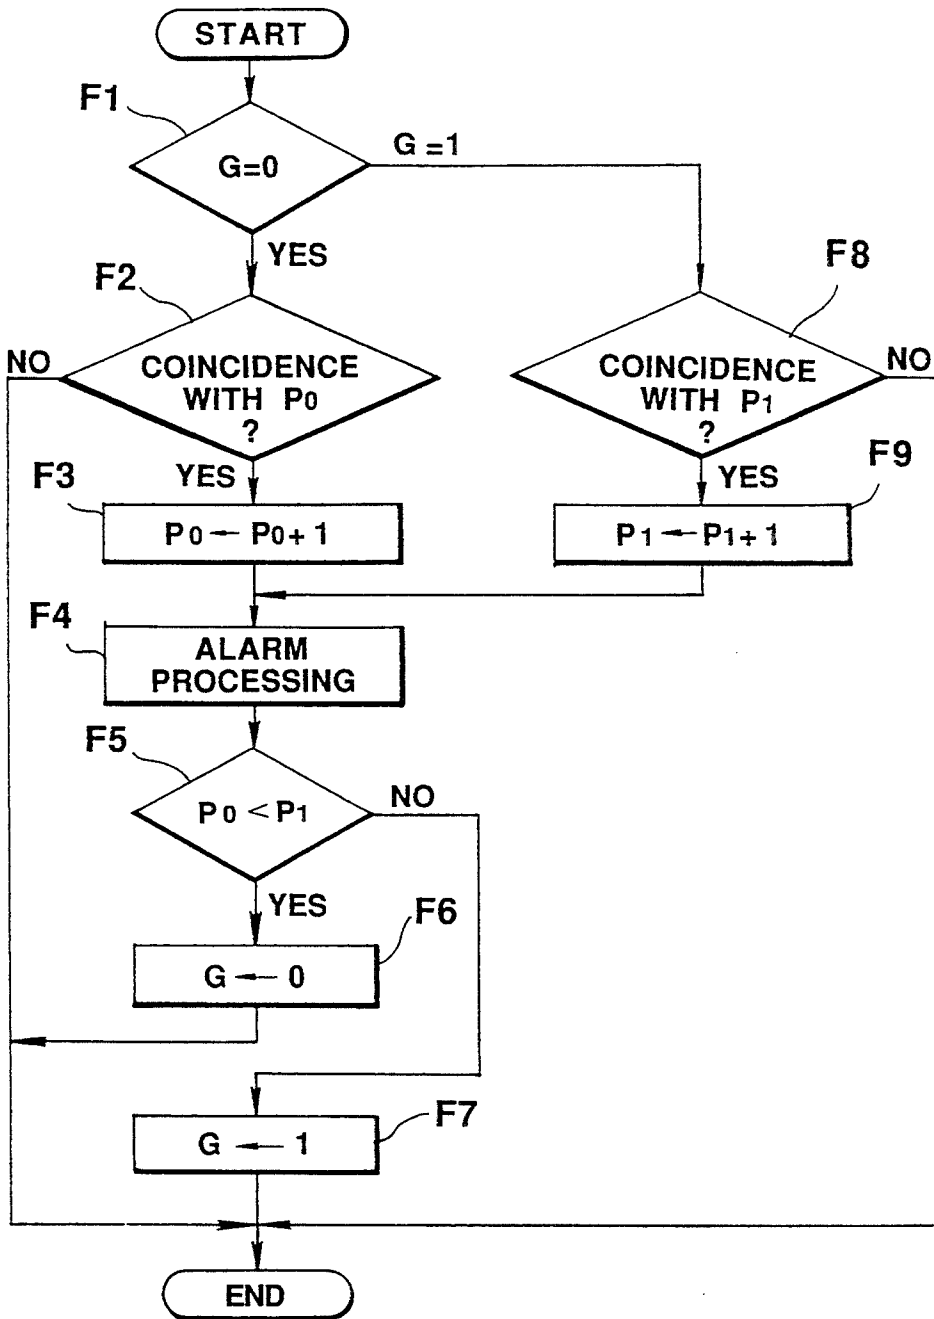 START
F1
G=0
G =1
YES
F2
F8
NO
COINCIDENCE
WITH P0
?
COINCIDENCE
WITH P1
?
NO
F3
YES
YES
F9
P0 ← P0 + 1
P1 ← P1 + 1
F4
ALARM
PROCESSING
F5
P0 < P1
NO
YES
F6
G ← 0
F7
G ← 1
END